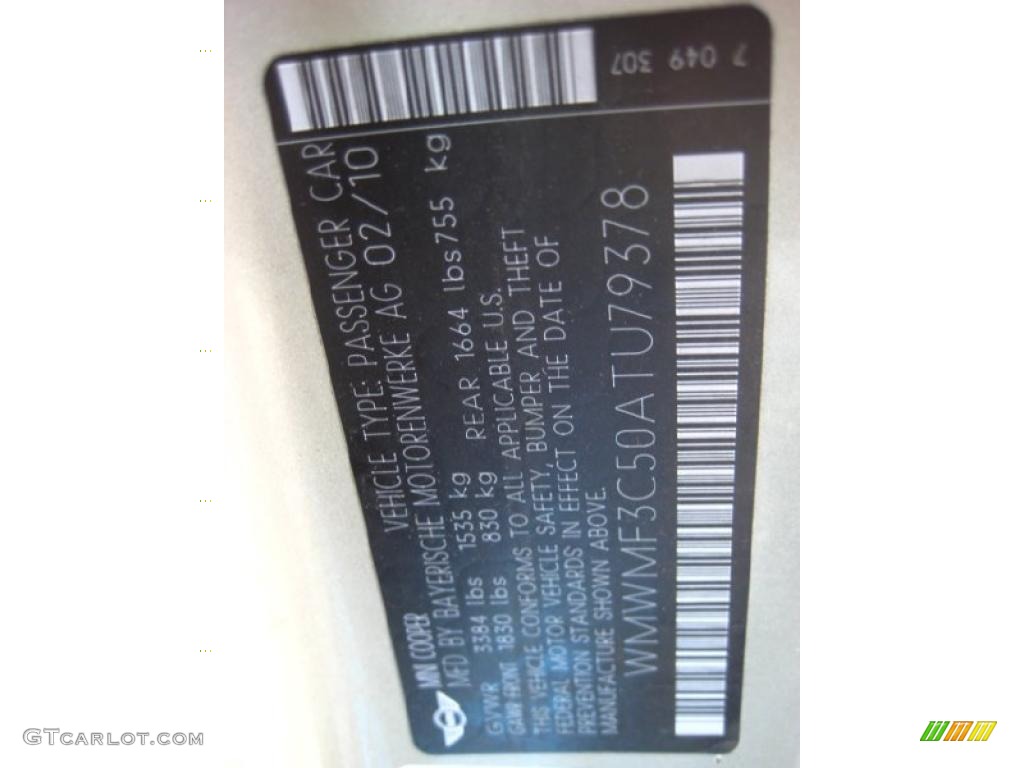 MINI COOPER
VEHICLE TYPE: PASSENGER CAR
MFD BY BAYERISCHE MOTORENWERKE AG 02/10
GVWR 3384 lbs 1535 kg
GAWR FRONT 1830 lbs 830 kg REAR 1664 lbs 755 kg
THIS VEHICLE CONFORMS TO ALL APPLICABLE U.S.
FEDERAL MOTOR VEHICLE SAFETY, BUMPER AND THEFT
PREVENTION STANDARDS IN EFFECT ON THE DATE OF
MANUFACTURE SHOWN ABOVE.
WMWMF3C50ATU79378
7 049 307
GTCARLOT.COM